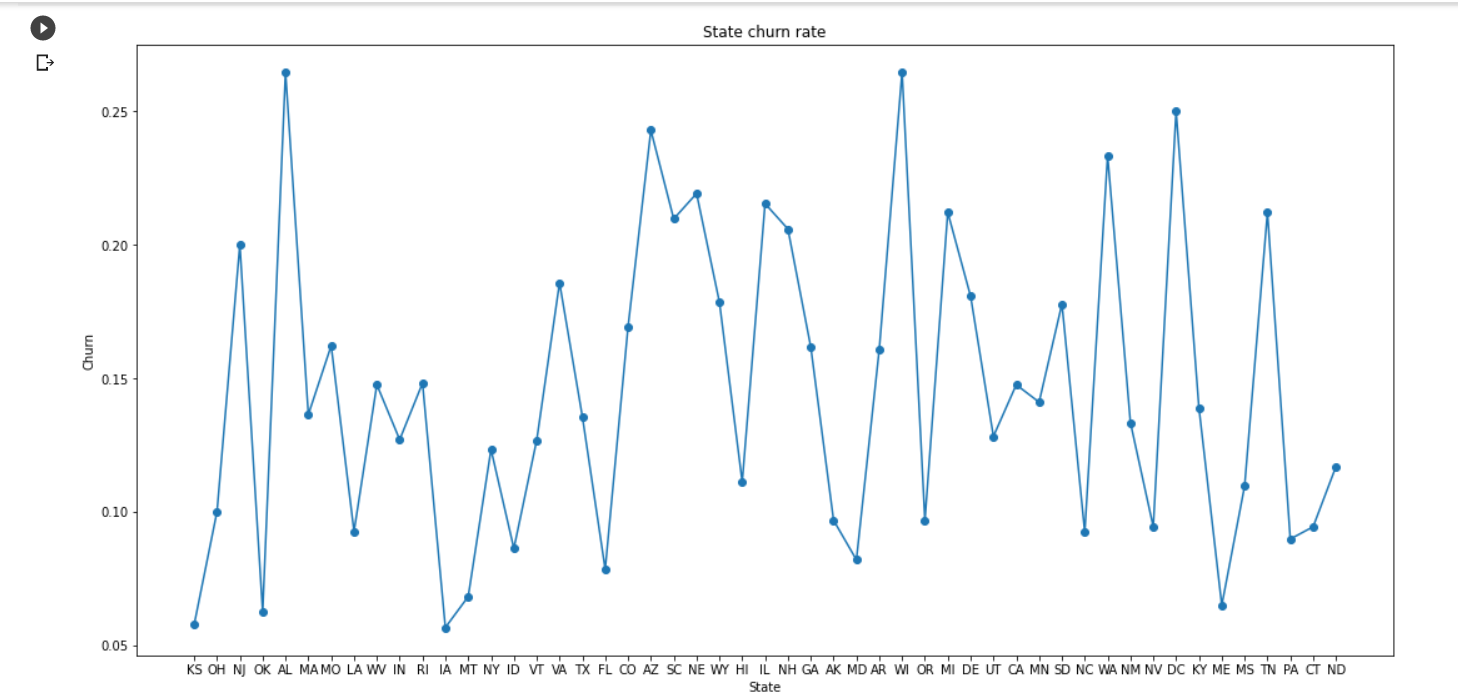 State churn rate
0.25
0.20
0.15
0.10
0.05
Churn
KS OH NJ OK AL MA MO LA WV IN RI IA MT NY ID VT VA TX FL CO AZ SC NE WY HI IL NH GA AK MD AR WI OR MI DE UT CA MN SD NC WA NM NV DC KY ME MS TN PA CT ND
State